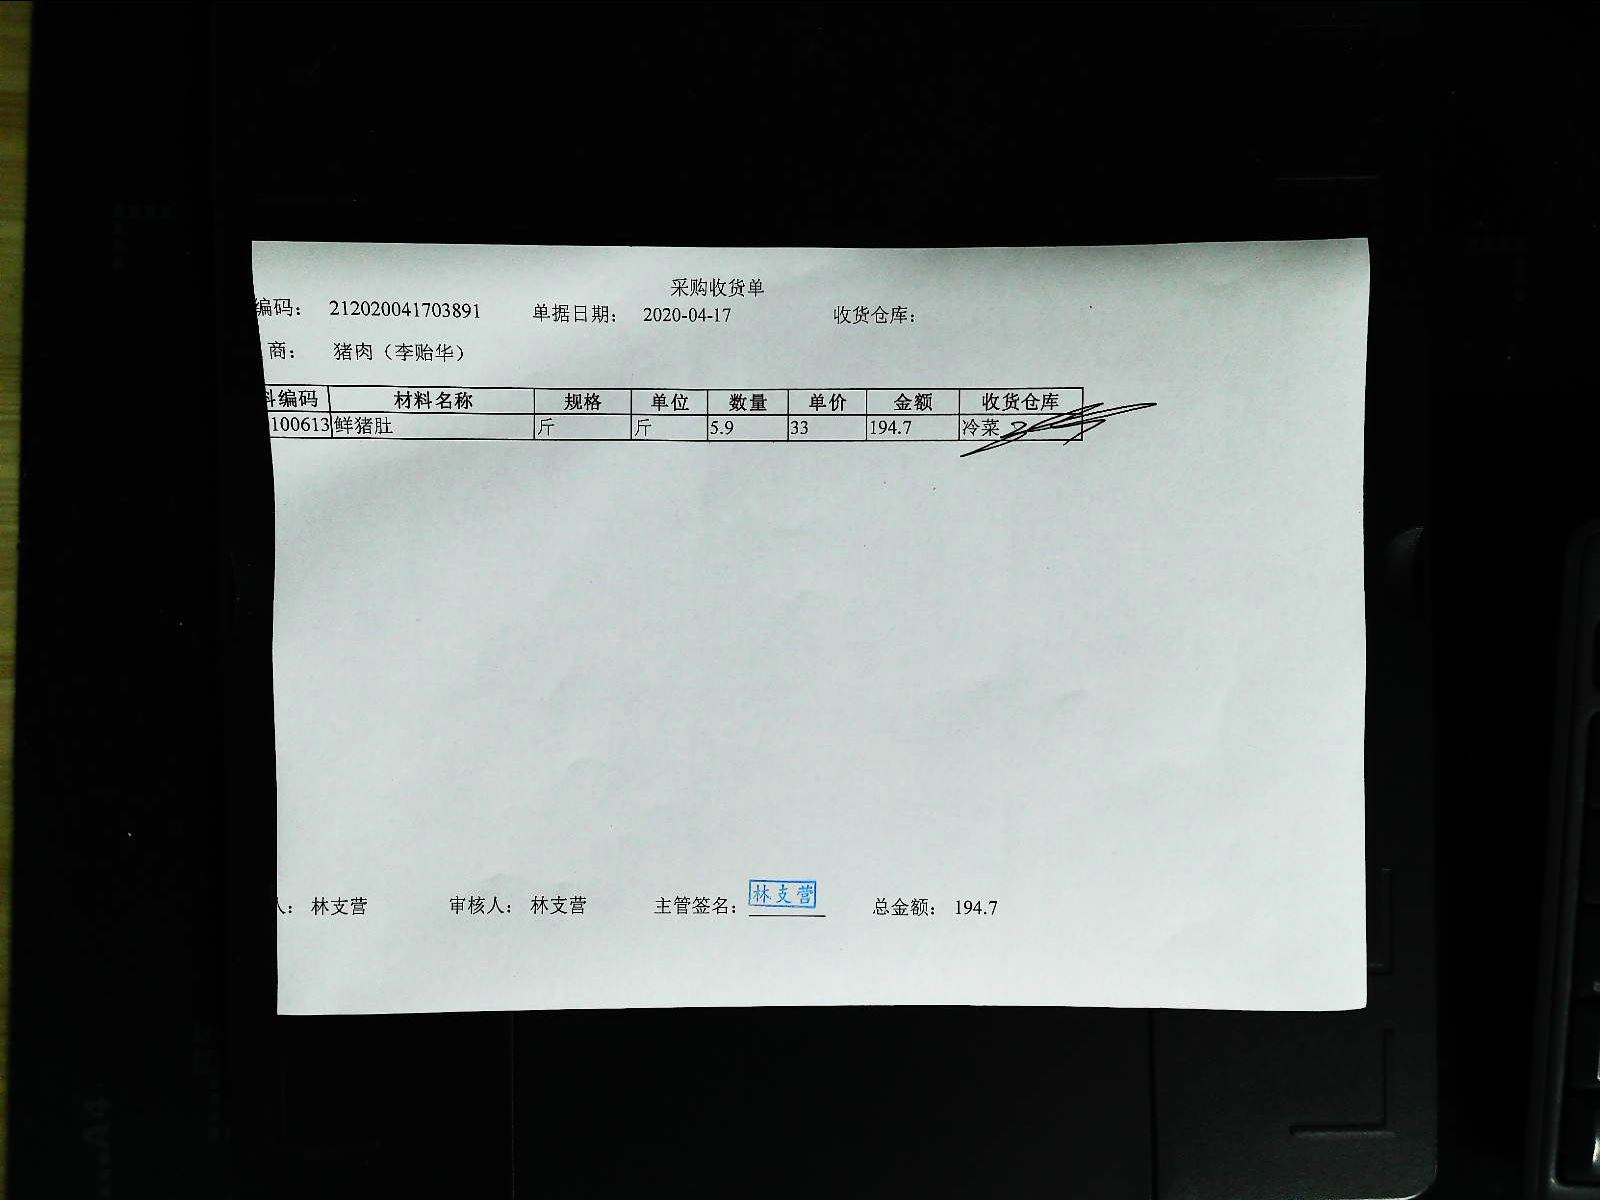 采购收货单
编码： 212020041703891 单据日期： 2020-04-17 收货仓库：
商： 猪肉（李贻华）
编码 材料名称 规格 单位 数量 单价 金额 收货仓库
100613 鲜猪肚 斤 斤 5.9 33 194.7 冷菜
人： 林支营 审核人： 林支营 主管签名： 林支营 总金额： 194.7